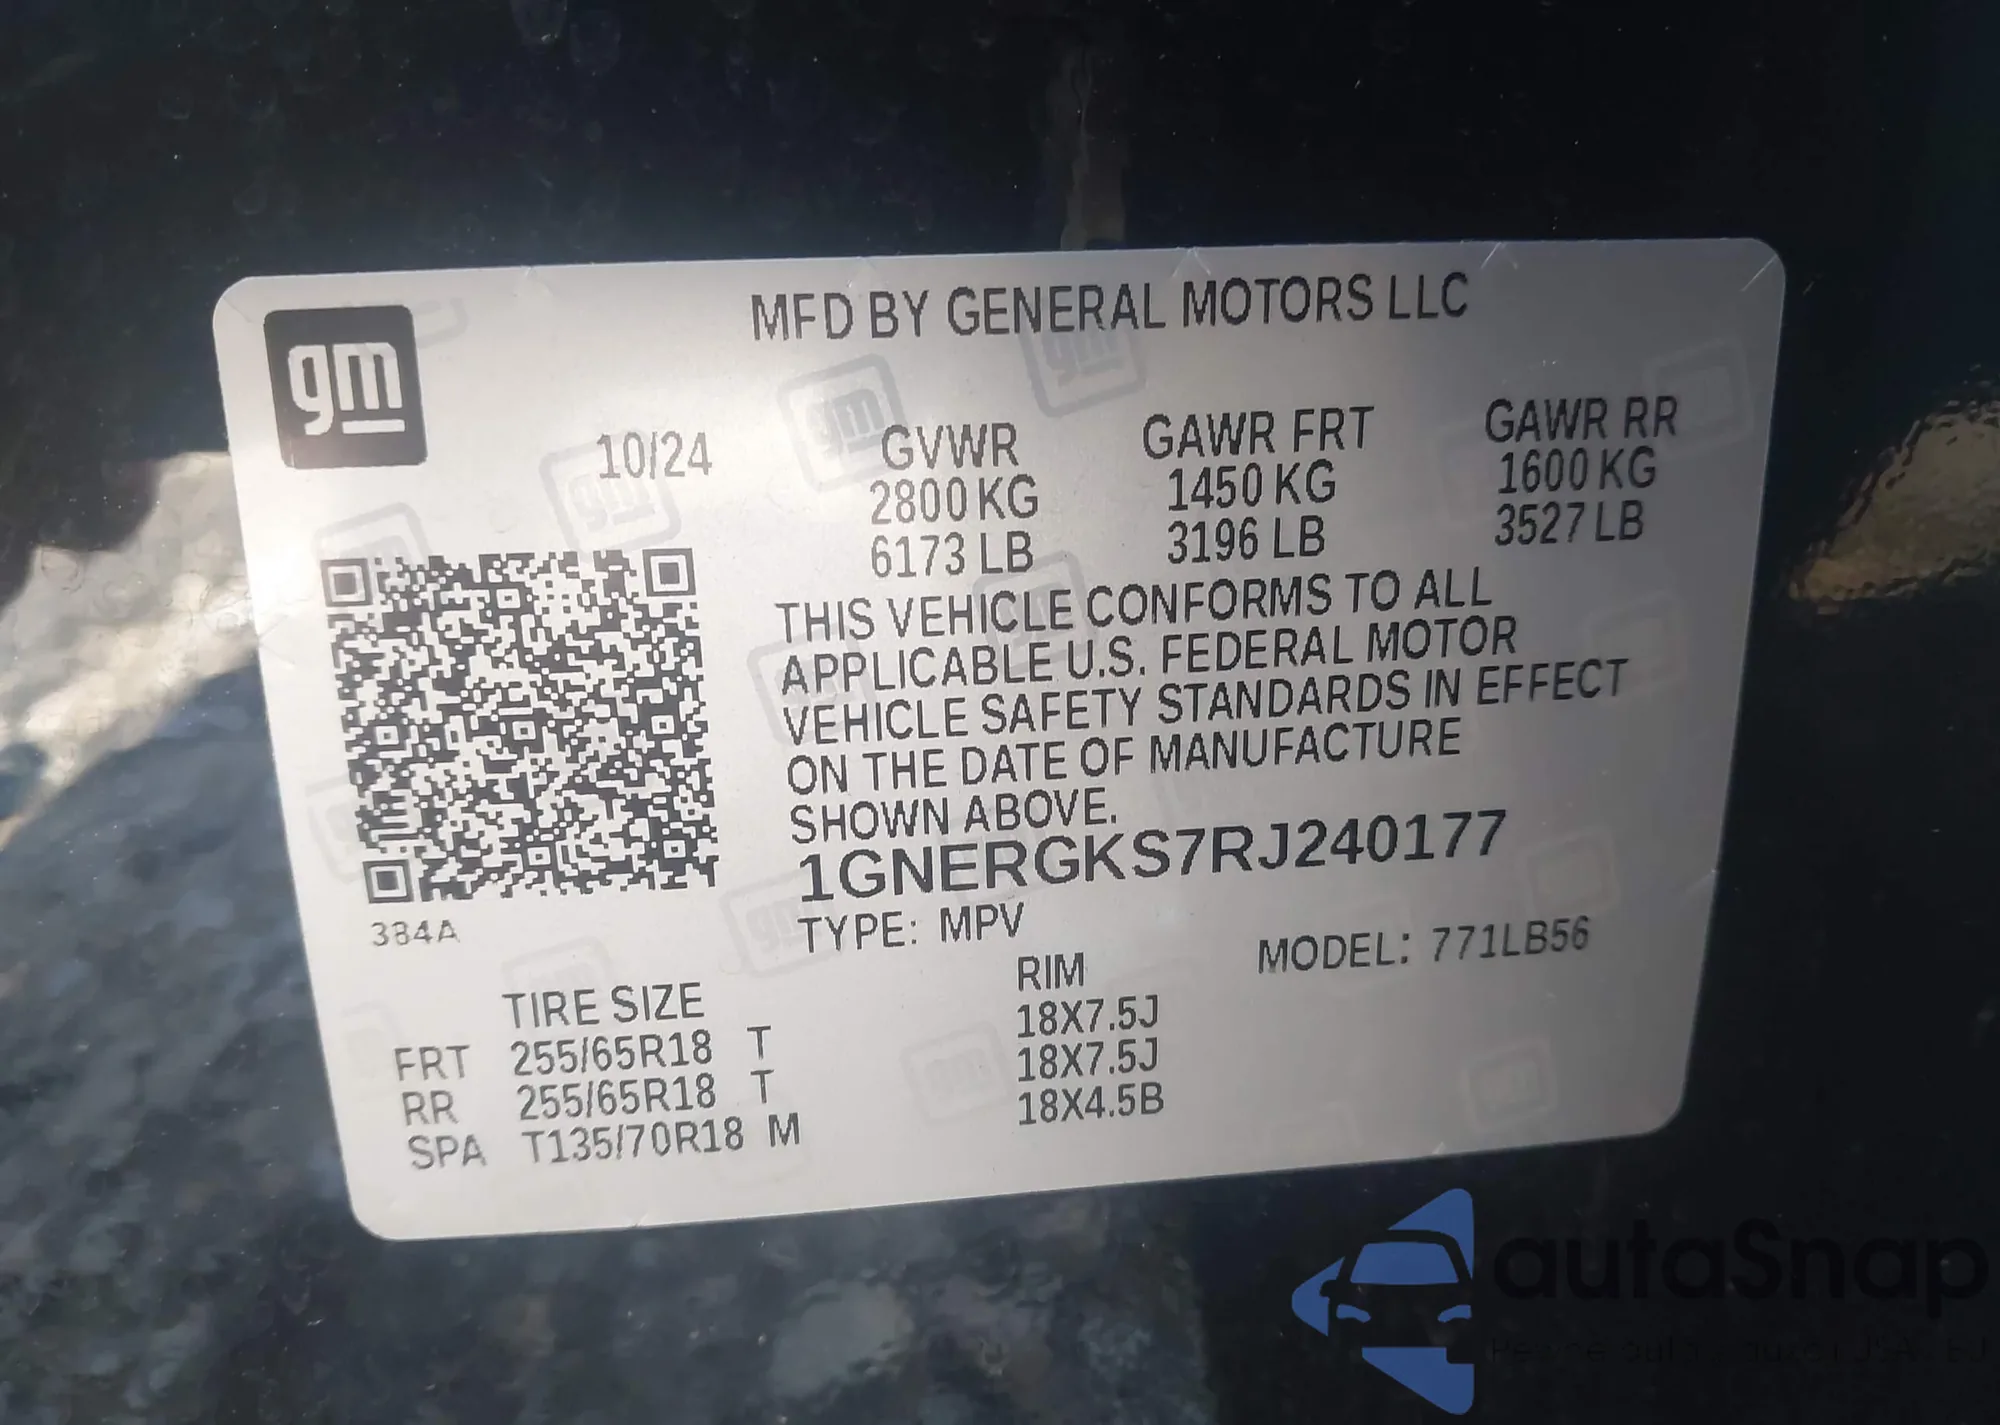 gm
MFD BY GENERAL MOTORS LLC
10/24
GVWR GAWR FRT GAWR RR
2800 KG 1450 KG 1600 KG
6173 LB 3196 LB 3527 LB
THIS VEHICLE CONFORMS TO ALL
APPLICABLE U.S. FEDERAL MOTOR
VEHICLE SAFETY STANDARDS IN EFFECT
ON THE DATE OF MANUFACTURE
SHOWN ABOVE.
1GNERGKS7RJ240177
384A
TYPE: MPV MODEL: 771LB56
TIRE SIZE RIM
FRT 255/65R18 T 18X7.5J
RR 255/65R18 T 18X7.5J
SPA T135/70R18 M 18X4.5B
autaSnap